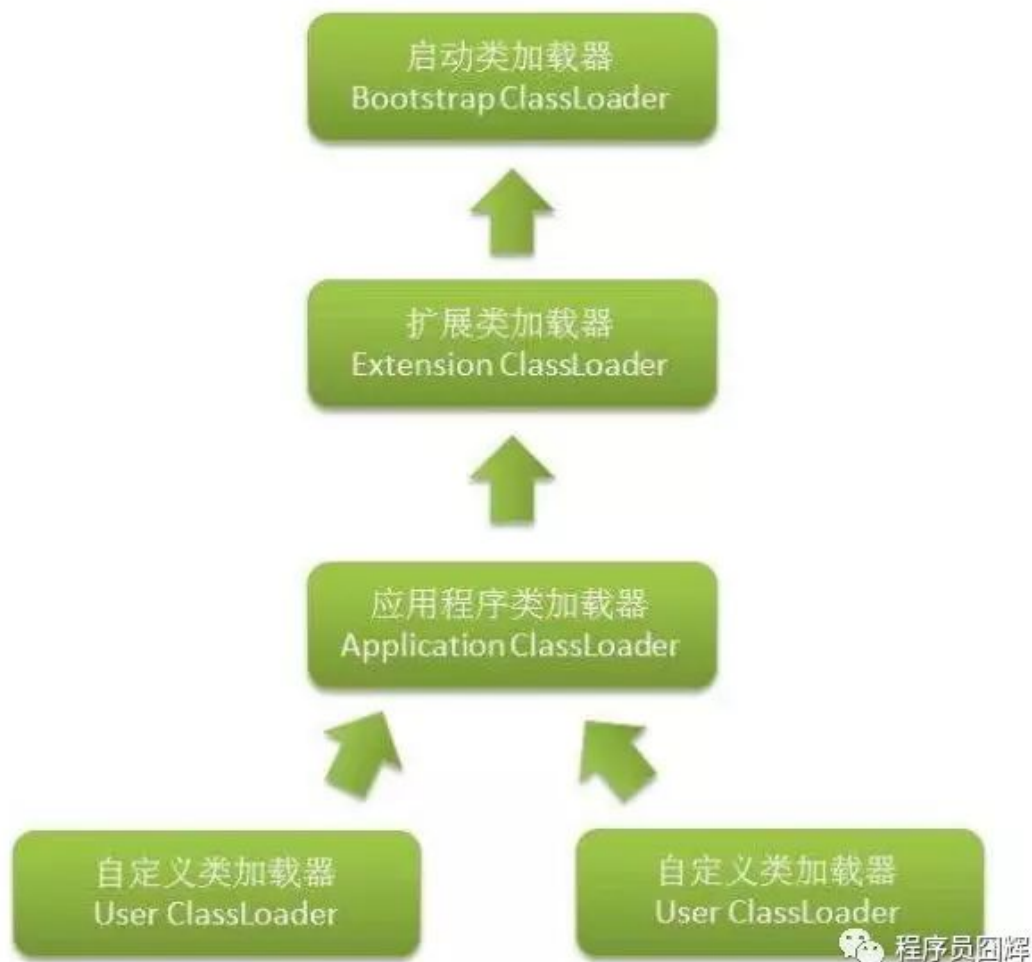 启动类加载器
Bootstrap ClassLoader
扩展类加载器
Extension ClassLoader
应用程序类加载器
Application ClassLoader
自定义类加载器
User ClassLoader
自定义类加载器
User ClassLoader
程序员囧辉